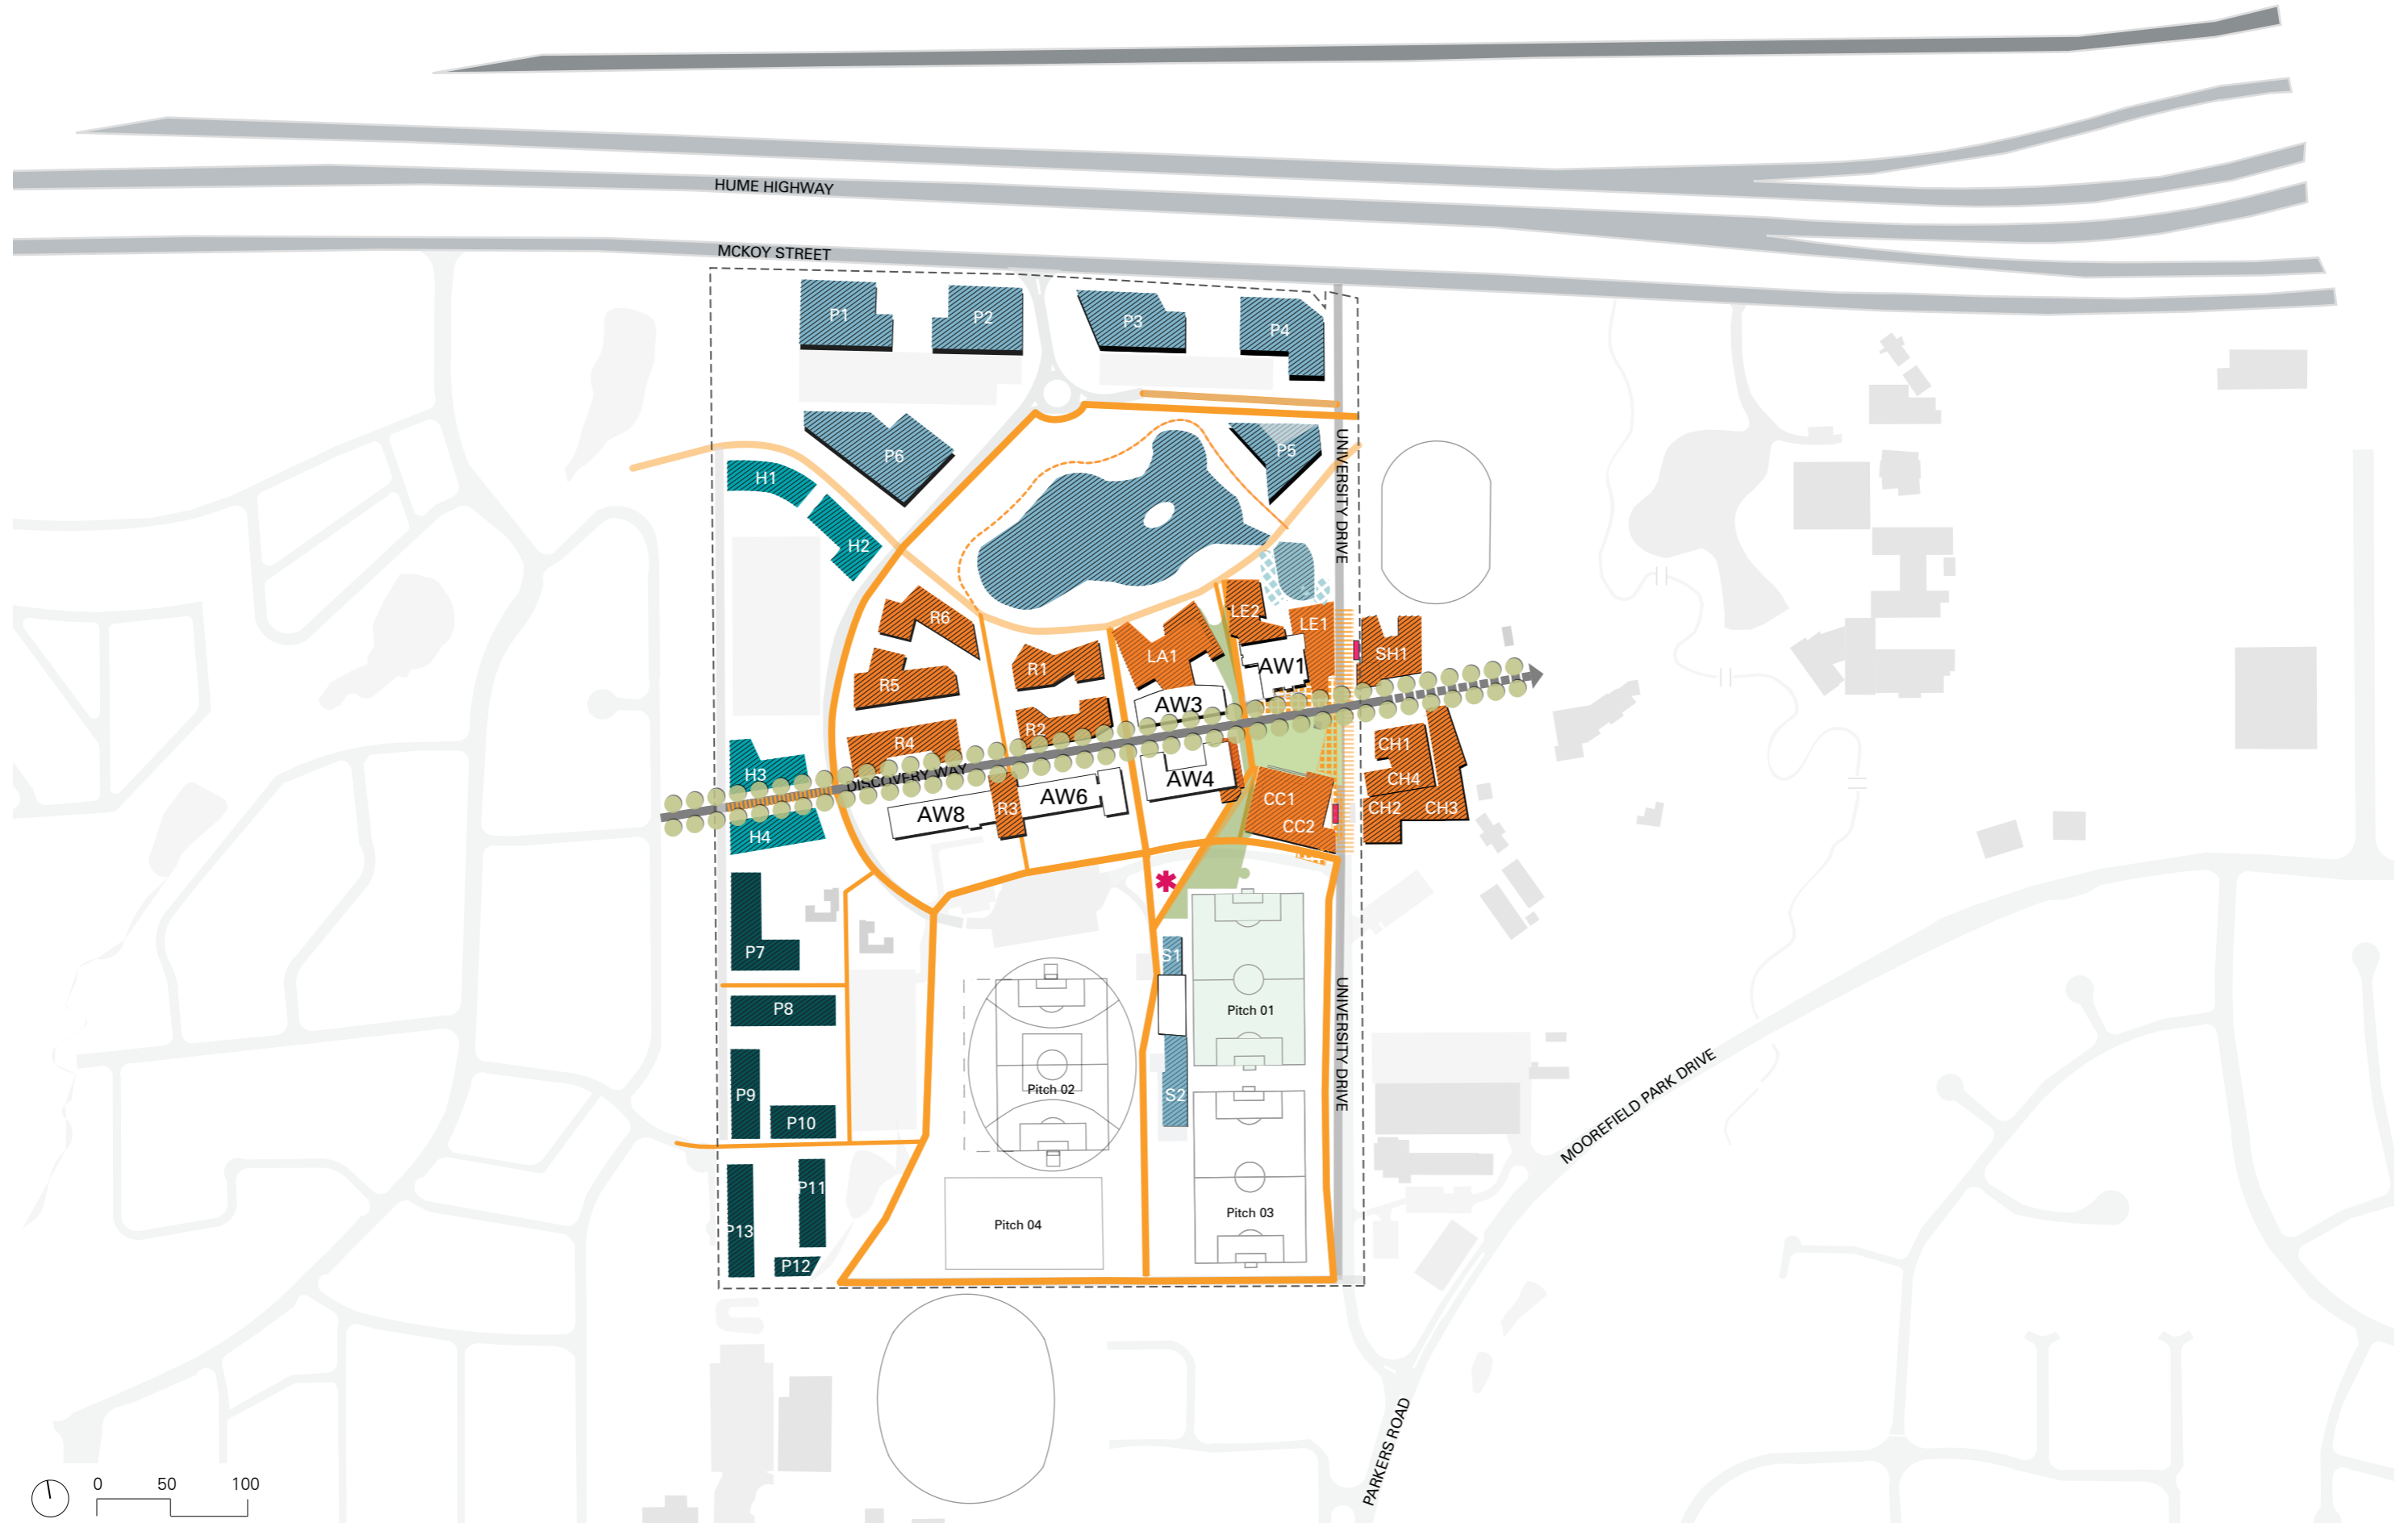 HUME HIGHWAY
MCKOY STREET
P1
P2
P3
P4
P6
P5
UNIVERSITY DRIVE
H1
H2
R6
LE2
LE1
R1
LA1
AW1
SH1
R5
AW3
R2
R4
CH1
H3
DISCOVERY WAY
AW4
CH4
AW6
CC1
R3
AW8
CH2
CH3
CC2
H4
P7
S1
P8
Pitch 01
UNIVERSITY DRIVE
Pitch 02
P9
S2
P10
MOOREFIELD PARK DRIVE
P11
Pitch 03
Pitch 04
P13
P12
PARKERS ROAD
0 50 100